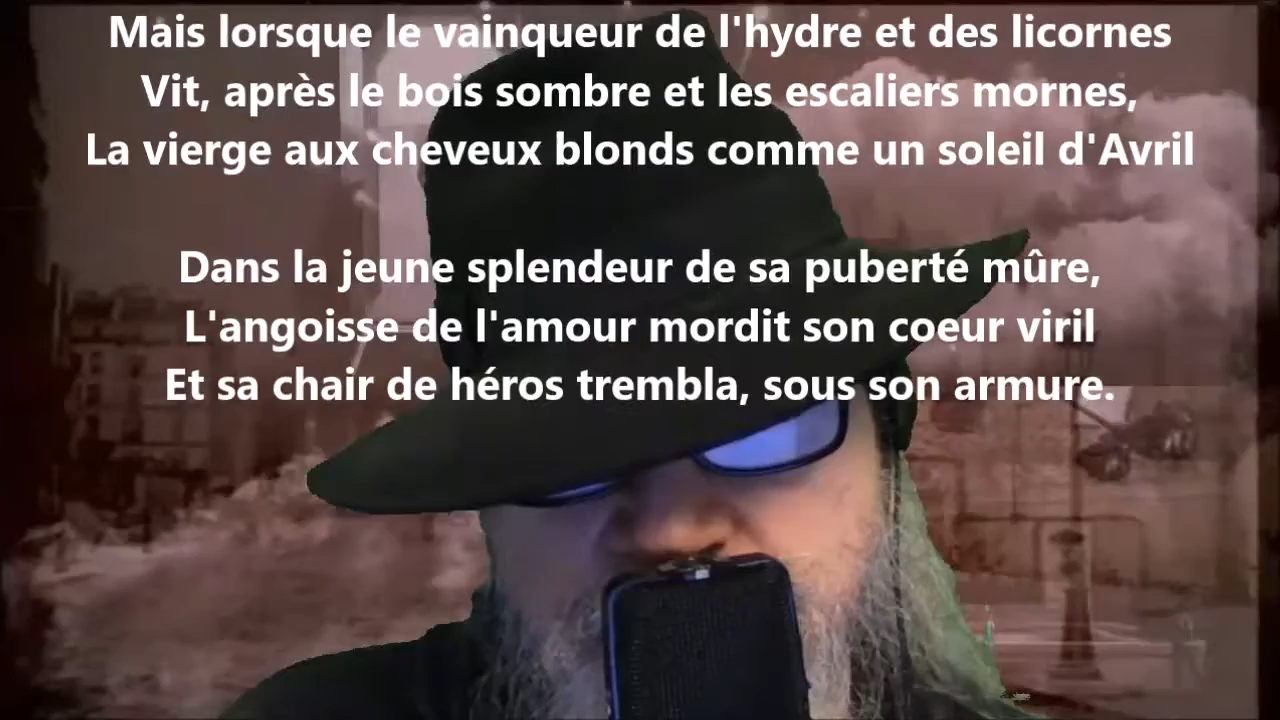 Mais lorsque le vainqueur de l'hydre et des licornes
Vit, après le bois sombre et les escaliers mornes,
La vierge aux cheveux blonds comme un soleil d'Avril
Dans la jeune splendeur de sa puberté mûre,
L'angoisse de l'amour mordit son coeur viril
Et sa chair de héros trembla, sous son armure.